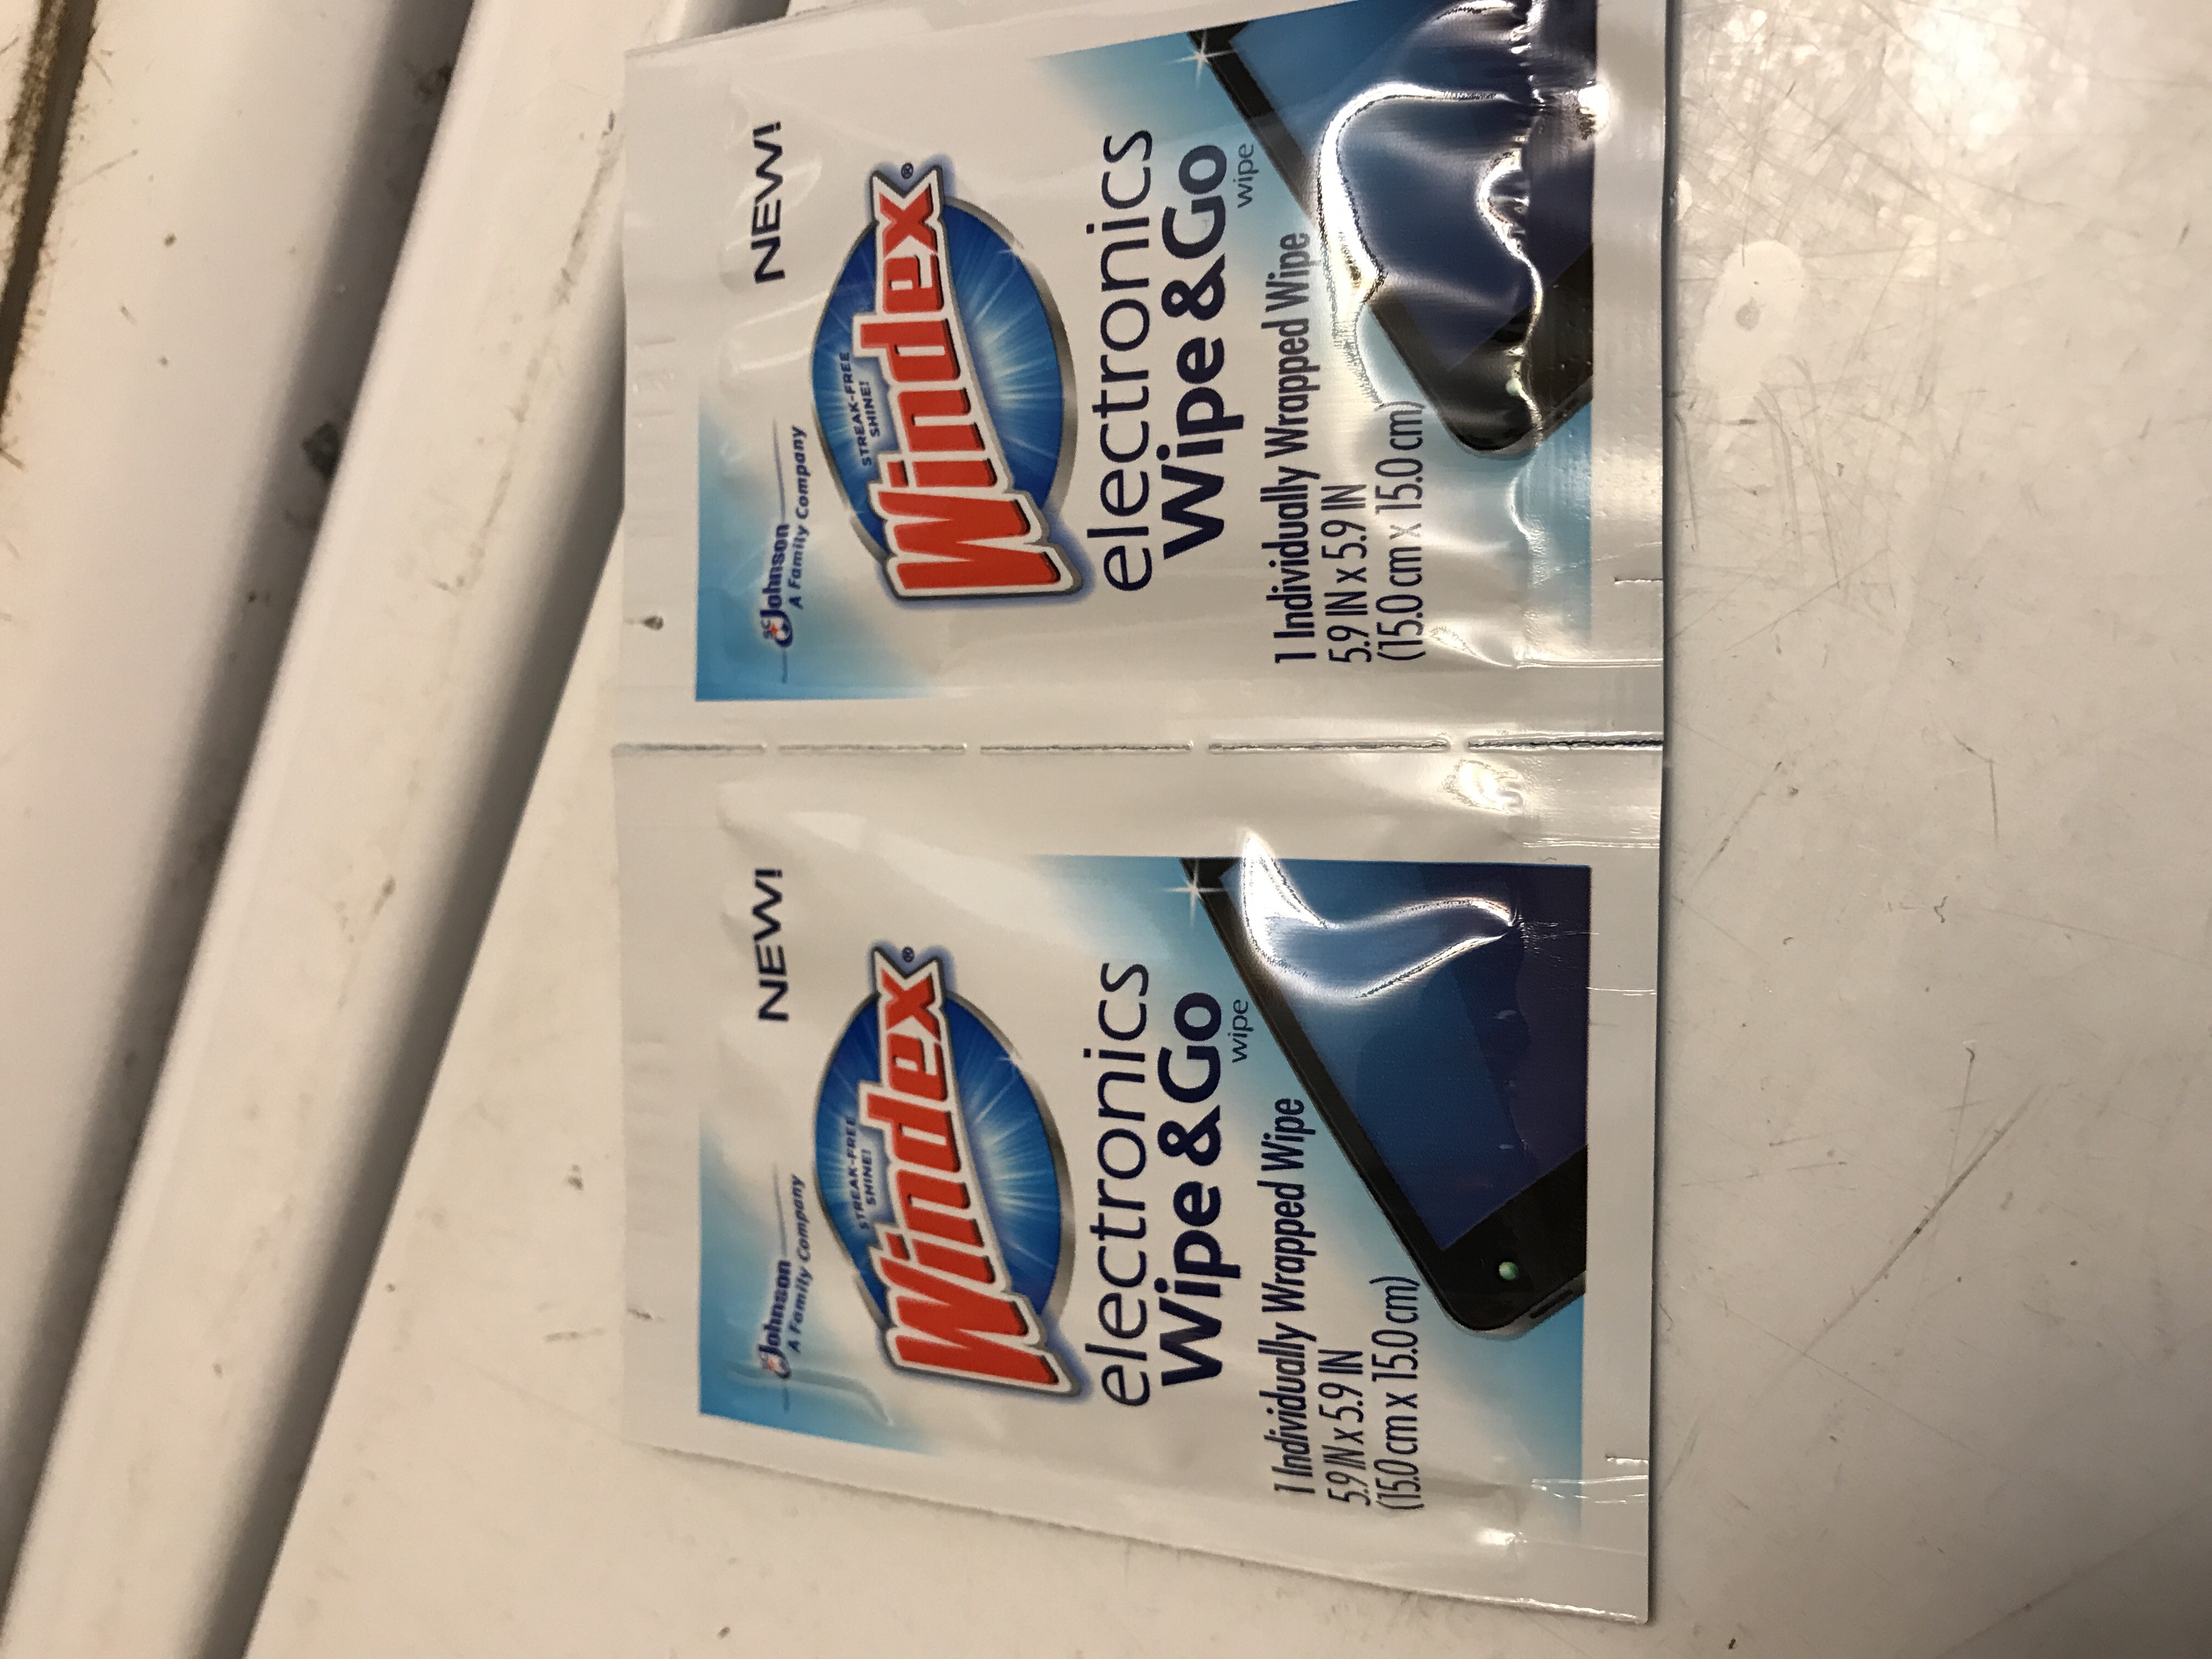 SC Johnson
A Family Company
NEW!
STREAK-FREE
SHINE!
Windex®
electronics
Wipe & Go
wipe
1 Individually Wrapped Wipe
5.9 IN x 5.9 IN
(15.0 cm x 15.0 cm)
SC Johnson
A Family Company
NEW!
STREAK-FREE
SHINE!
Windex®
electronics
Wipe & Go
wipe
1 Individually Wrapped Wipe
5.9 IN x 5.9 IN
(15.0 cm x 15.0 cm)